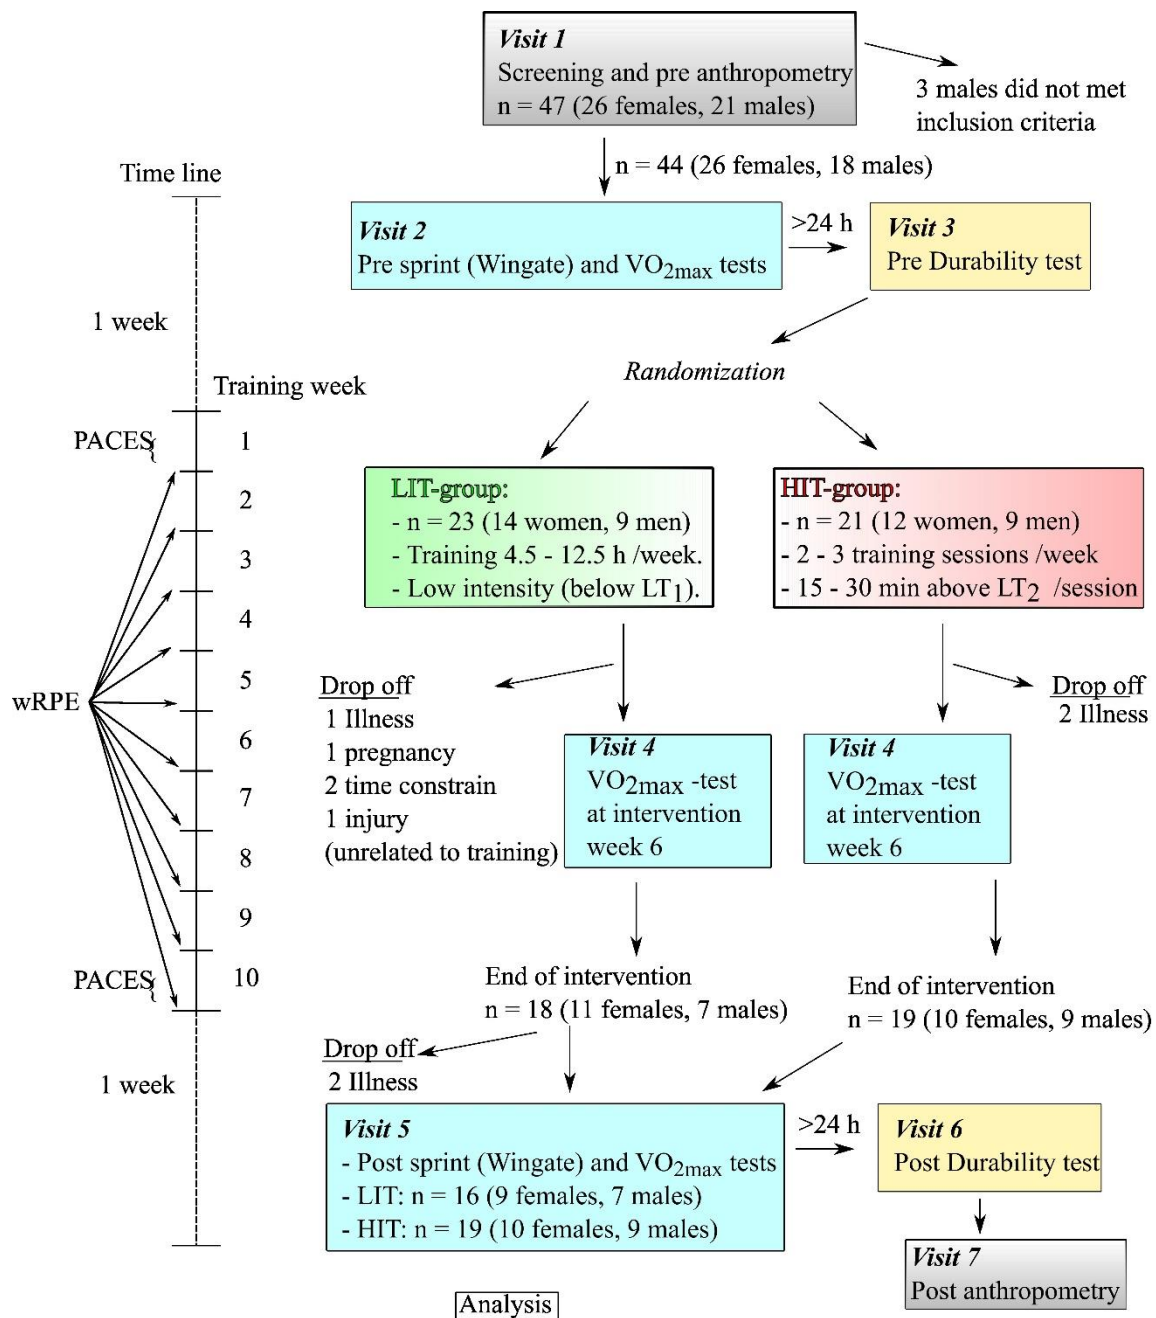 Visit 1
Screening and pre anthropometry
n = 47 (26 females, 21 males)
3 males did not met
inclusion criteria
n = 44 (26 females, 18 males)
Time line
Visit 2
Pre sprint (Wingate) and VO2max tests
>24 h
Visit 3
Pre Durability test
1 week
Randomization
Training week
PACES{
1
2
3
4
5
6
7
8
9
10
wRPE
PACES{
1 week
LIT-group:
- n = 23 (14 women, 9 men)
- Training 4.5 - 12.5 h /week.
- Low intensity (below LT1).
HIT-group:
- n = 21 (12 women, 9 men)
- 2 - 3 training sessions /week
- 15 - 30 min above LT2 /session
Drop off
1 Illness
1 pregnancy
2 time constrain
1 injury
(unrelated to training)
Visit 4
VO2max -test
at intervention
week 6
Visit 4
VO2max -test
at intervention
week 6
Drop off
2 Illness
End of intervention
n = 18 (11 females, 7 males)
End of intervention
n = 19 (10 females, 9 males)
Drop off
2 Illness
Visit 5
- Post sprint (Wingate) and VO2max tests
- LIT: n = 16 (9 females, 7 males)
- HIT: n = 19 (10 females, 9 males)
>24 h
Visit 6
Post Durability test
Visit 7
Post anthropometry
Analysis